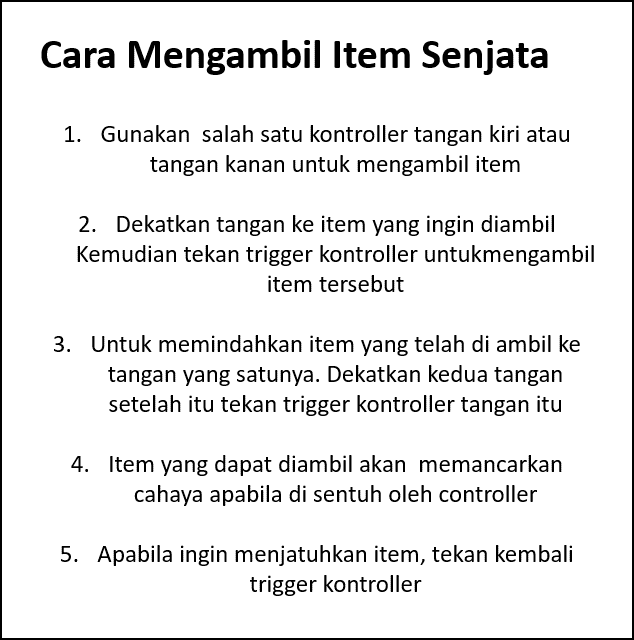 Cara Mengambil Item Senjata
1. Gunakan  salah satu kontroller tangan kiri atau
tangan kanan untuk mengambil item
2. Dekatkan tangan ke item yang ingin diambil
Kemudian tekan trigger kontroller untukmengambil
item tersebut
3. Untuk memindahkan item yang telah di ambil ke
tangan yang satunya. Dekatkan kedua tangan
setelah itu tekan trigger kontroller tangan itu
4. Item yang dapat diambil akan  memancarkan
cahaya apabila di sentuh oleh controller
5. Apabila ingin menjatuhkan item, tekan kembali
trigger kontroller